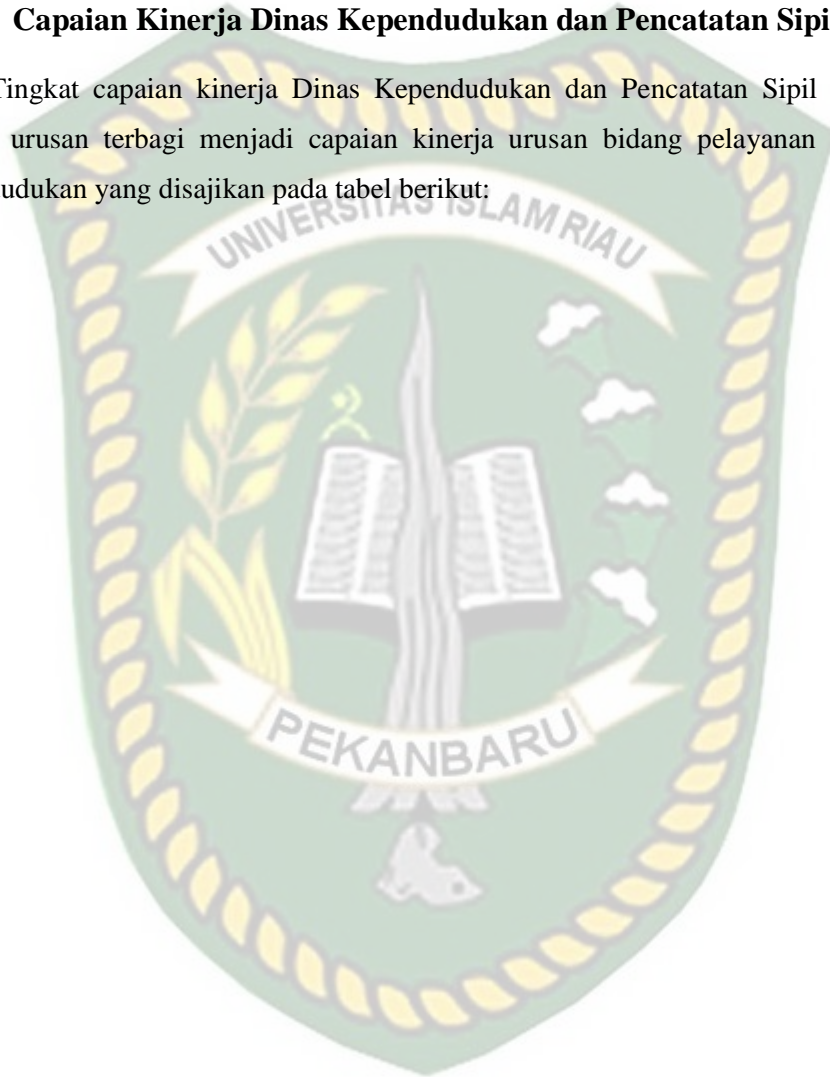 Capaian Kinerja Dinas Kependudukan dan Pencatatan Sipi
Tingkat capaian kinerja Dinas Kependudukan dan Pencatatan Sipil
urusan terbagi menjadi capaian kinerja urusan bidang pelayanan
udukan yang disajikan pada tabel berikut:
UNIVERSITAS ISLAM RIAU
PEKANBARU